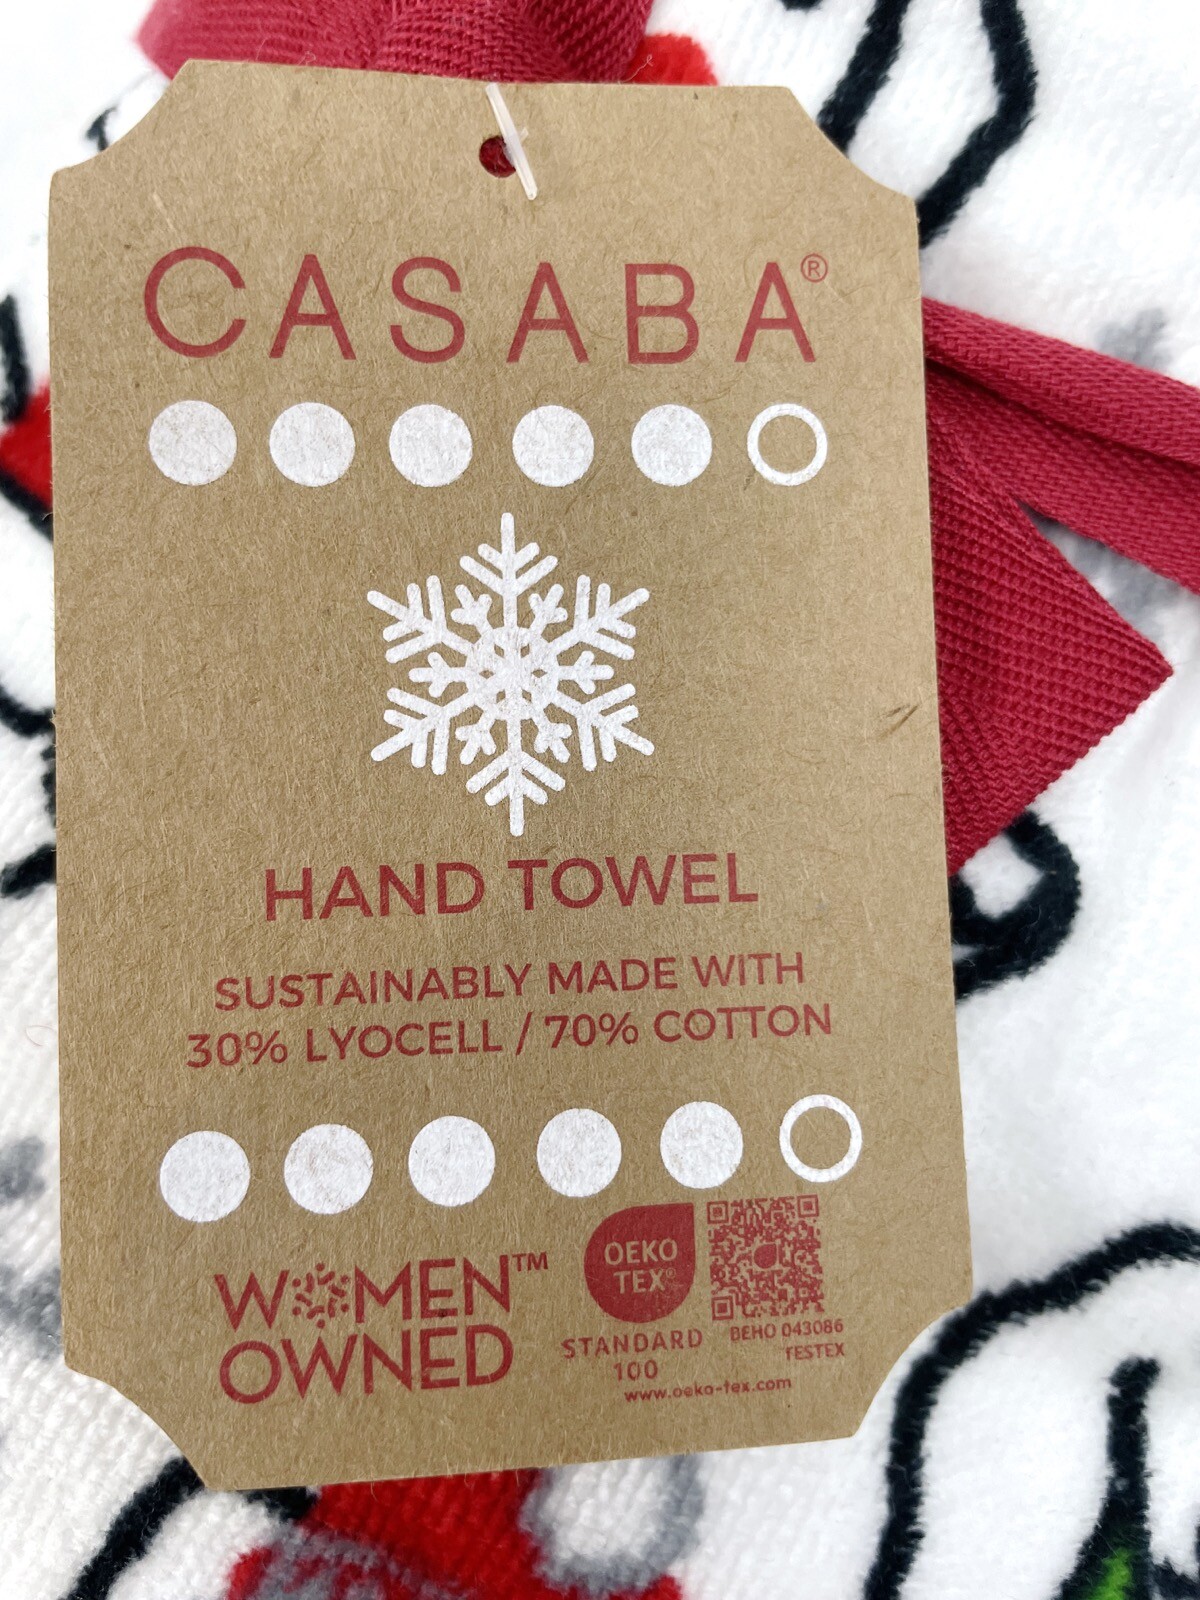 CASABA®
HAND TOWEL
SUSTAINABLY MADE WITH
30% LYOCELL / 70% COTTON
WOMEN™
OWNED
OEKO
TEX®
STANDARD
100
BEHO 043086
FESTEX
www.oeko-tex.com